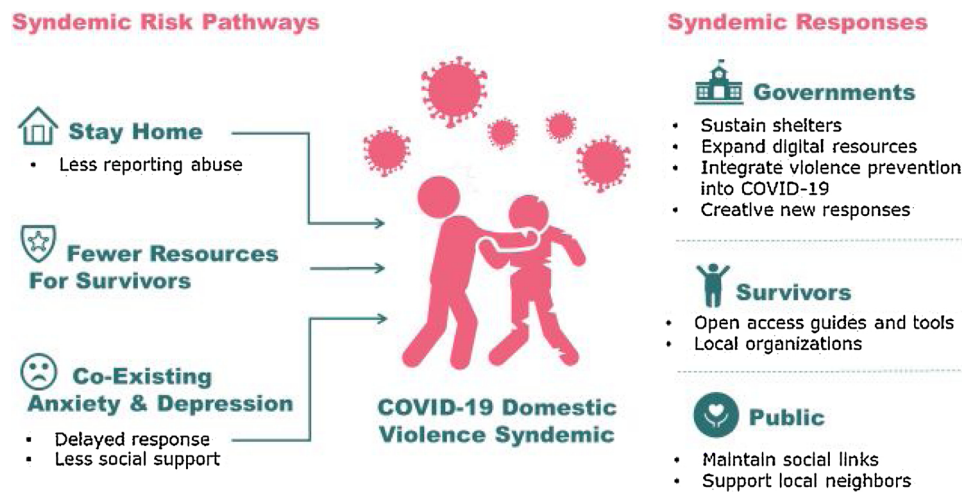 Syndemic Risk Pathways
Stay Home
• Less reporting abuse
Fewer Resources
For Survivors
Co-Existing
Anxiety & Depression
▪ Delayed response
▪ Less social support
COVID-19 Domestic
Violence Syndemic
Syndemic Responses
Governments
• Sustain shelters
• Expand digital resources
• Integrate violence prevention
into COVID-19
• Creative new responses
Survivors
• Open access guides and tools
• Local organizations
Public
• Maintain social links
• Support local neighbors